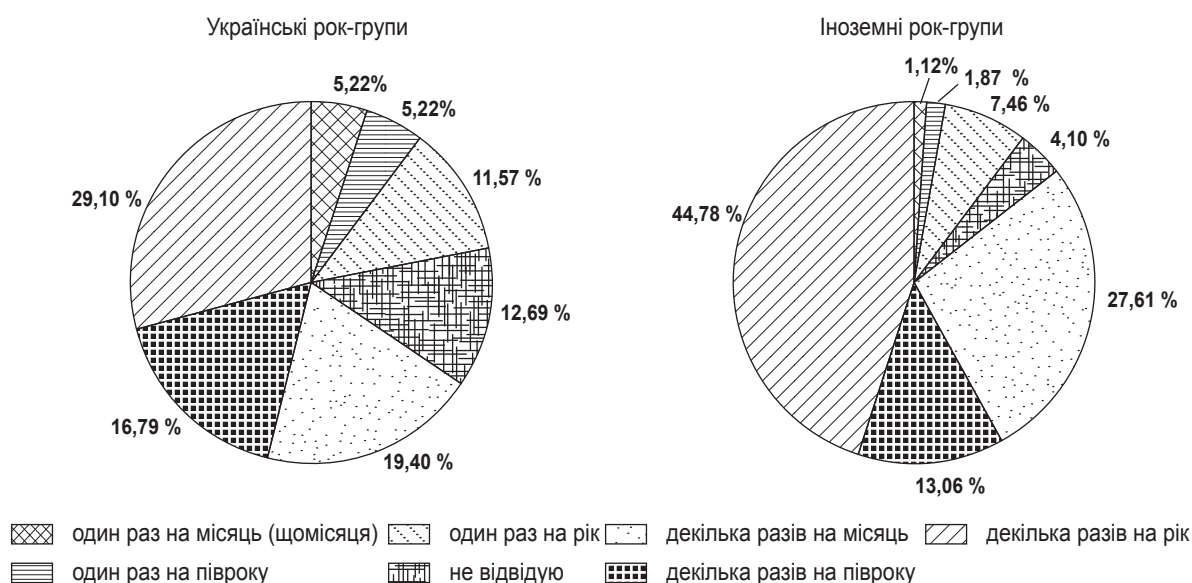 Українські рок-групи
5,22%
5,22%
11,57 %
12,69 %
19,40 %
16,79 %
29,10 %
Іноземні рок-групи
1,12%
1,87 %
7,46 %
4,10 %
27,61 %
13,06 %
44,78 %
один раз на місяць (щомісяця)
один раз на рік
декілька разів на місяць
декілька разів на рік
один раз на півроку
не відвідую
декілька разів на півроку